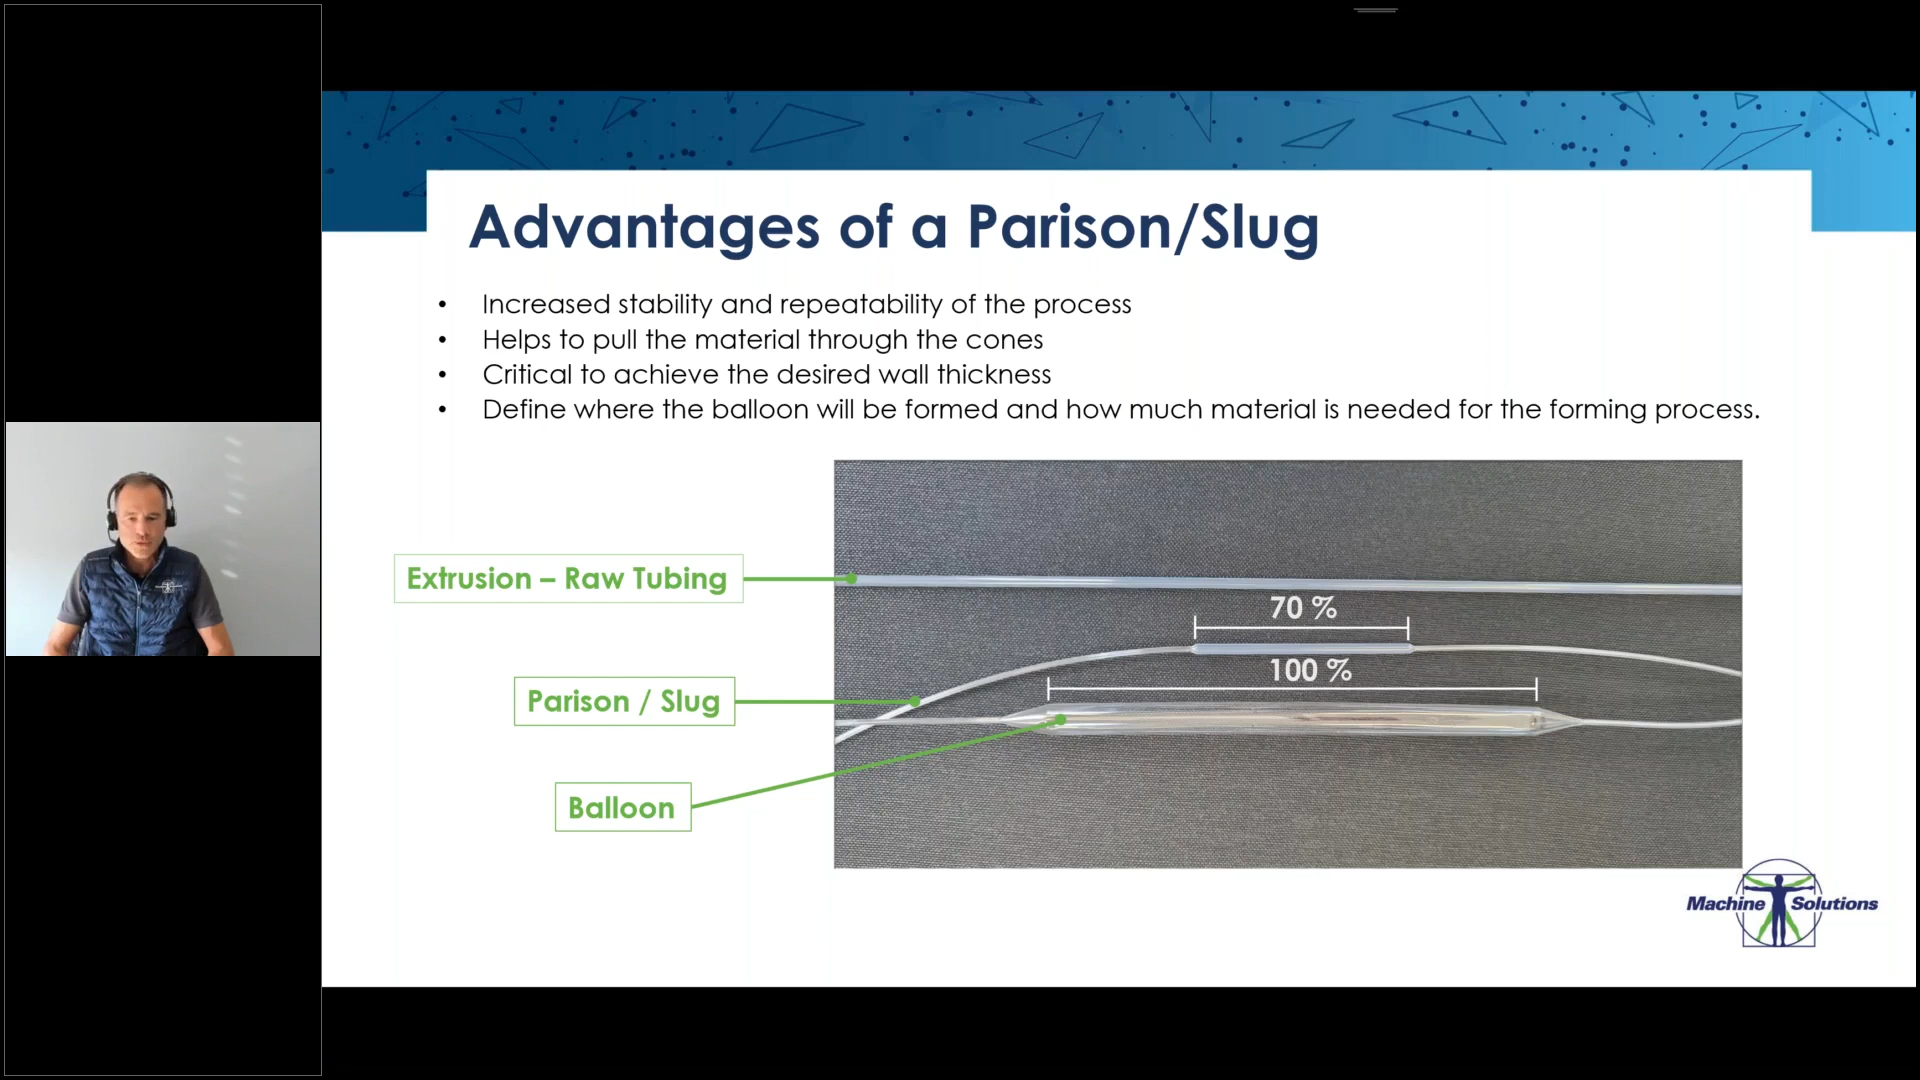 Advantages of a Parison/Slug
• Increased stability and repeatability of the process
• Helps to pull the material through the cones
• Critical to achieve the desired wall thickness
• Define where the balloon will be formed and how much material is needed for the forming process.
Extrusion – Raw Tubing
70 %
100 %
Parison / Slug
Balloon
Machine Solutions